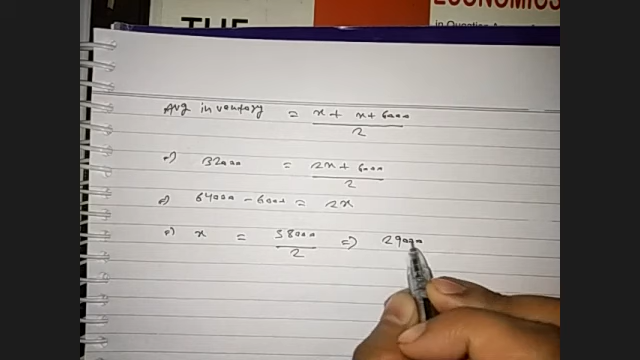 THE
ECONOMICS
in Question
Avg inventory = x + x + 6000 / 2
=) 32000 = 2x + 6000 / 2
=) 64000 - 6000 = 2x
=) x = 58000 / 2 =) 29000